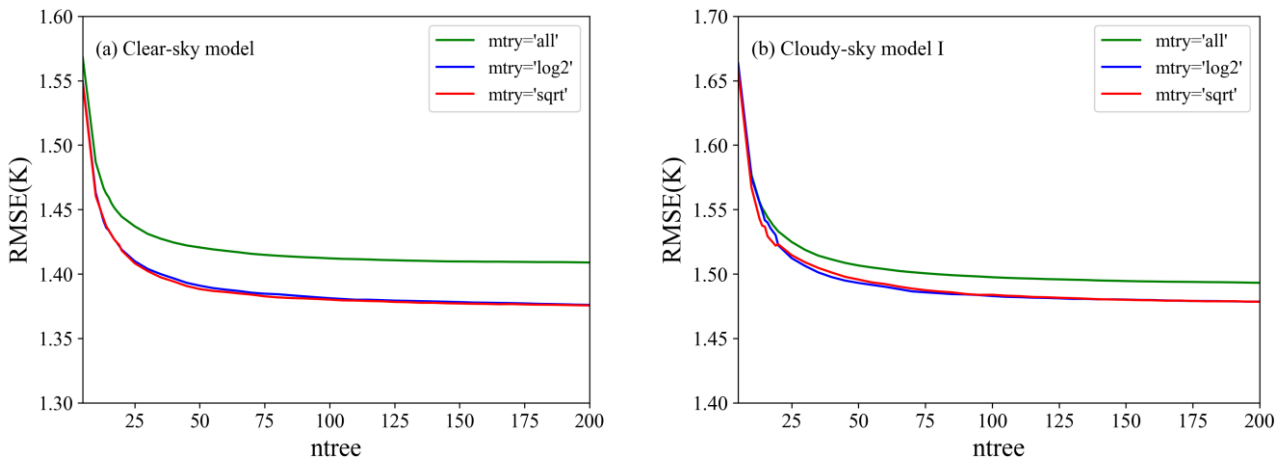 1.60
1.55
1.50
1.45
1.40
1.35
1.30
RMSE(K)
(a) Clear-sky model
mtry='all'
mtry='log2'
mtry='sqrt'
25 50 75 100 125 150 175 200
ntree
1.70
1.65
1.60
1.55
1.50
1.45
1.40
RMSE(K)
(b) Cloudy-sky model I
mtry='all'
mtry='log2'
mtry='sqrt'
25 50 75 100 125 150 175 200
ntree